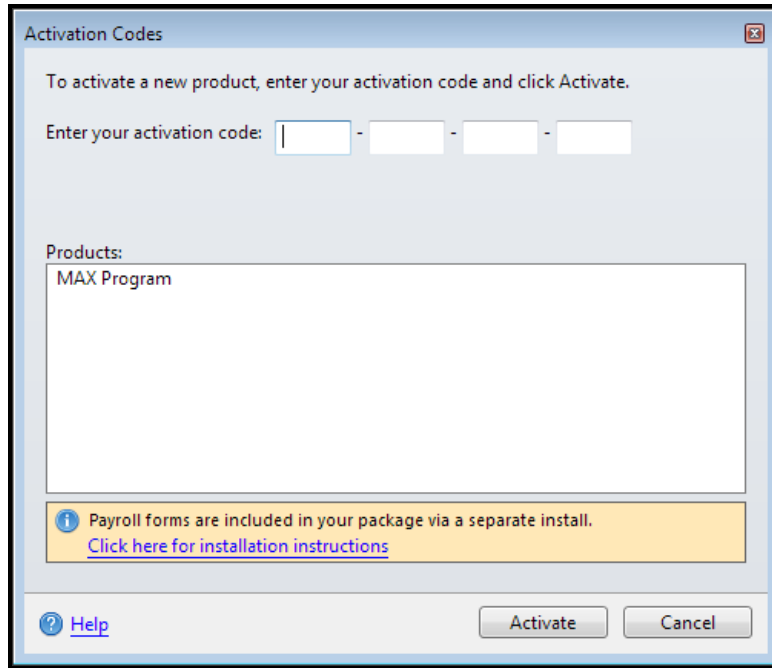 Activation Codes
To activate a new product, enter your activation code and click Activate.
Enter your activation code: - - -
Products:
MAX Program
Payroll forms are included in your package via a separate install.
Click here for installation instructions
Help Activate Cancel